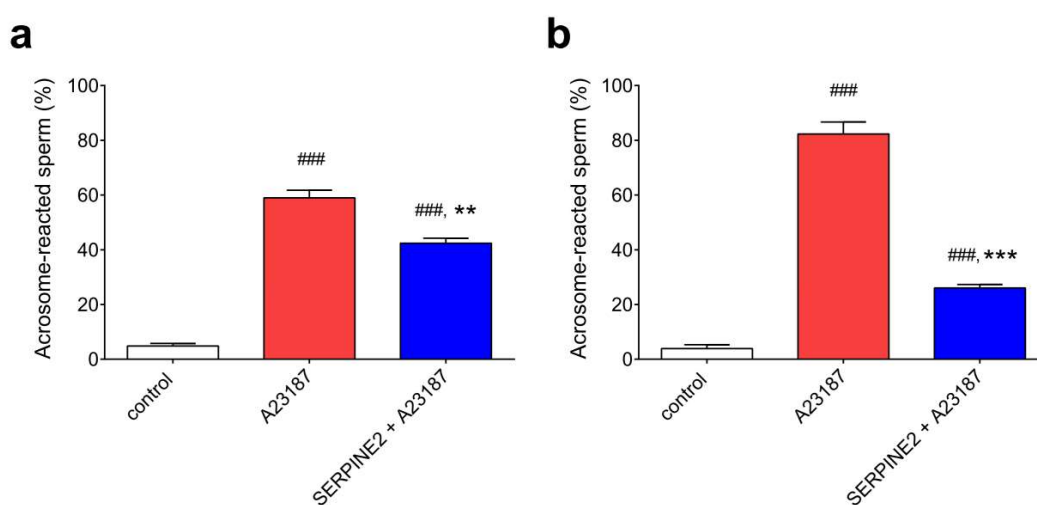 a
Acrosome-reacted sperm (%)
100
80
60
40
20
0
###
###, **
control
A23187
SERPINE2 + A23187
b
Acrosome-reacted sperm (%)
100
80
60
40
20
0
###
###, ***
control
A23187
SERPINE2 + A23187